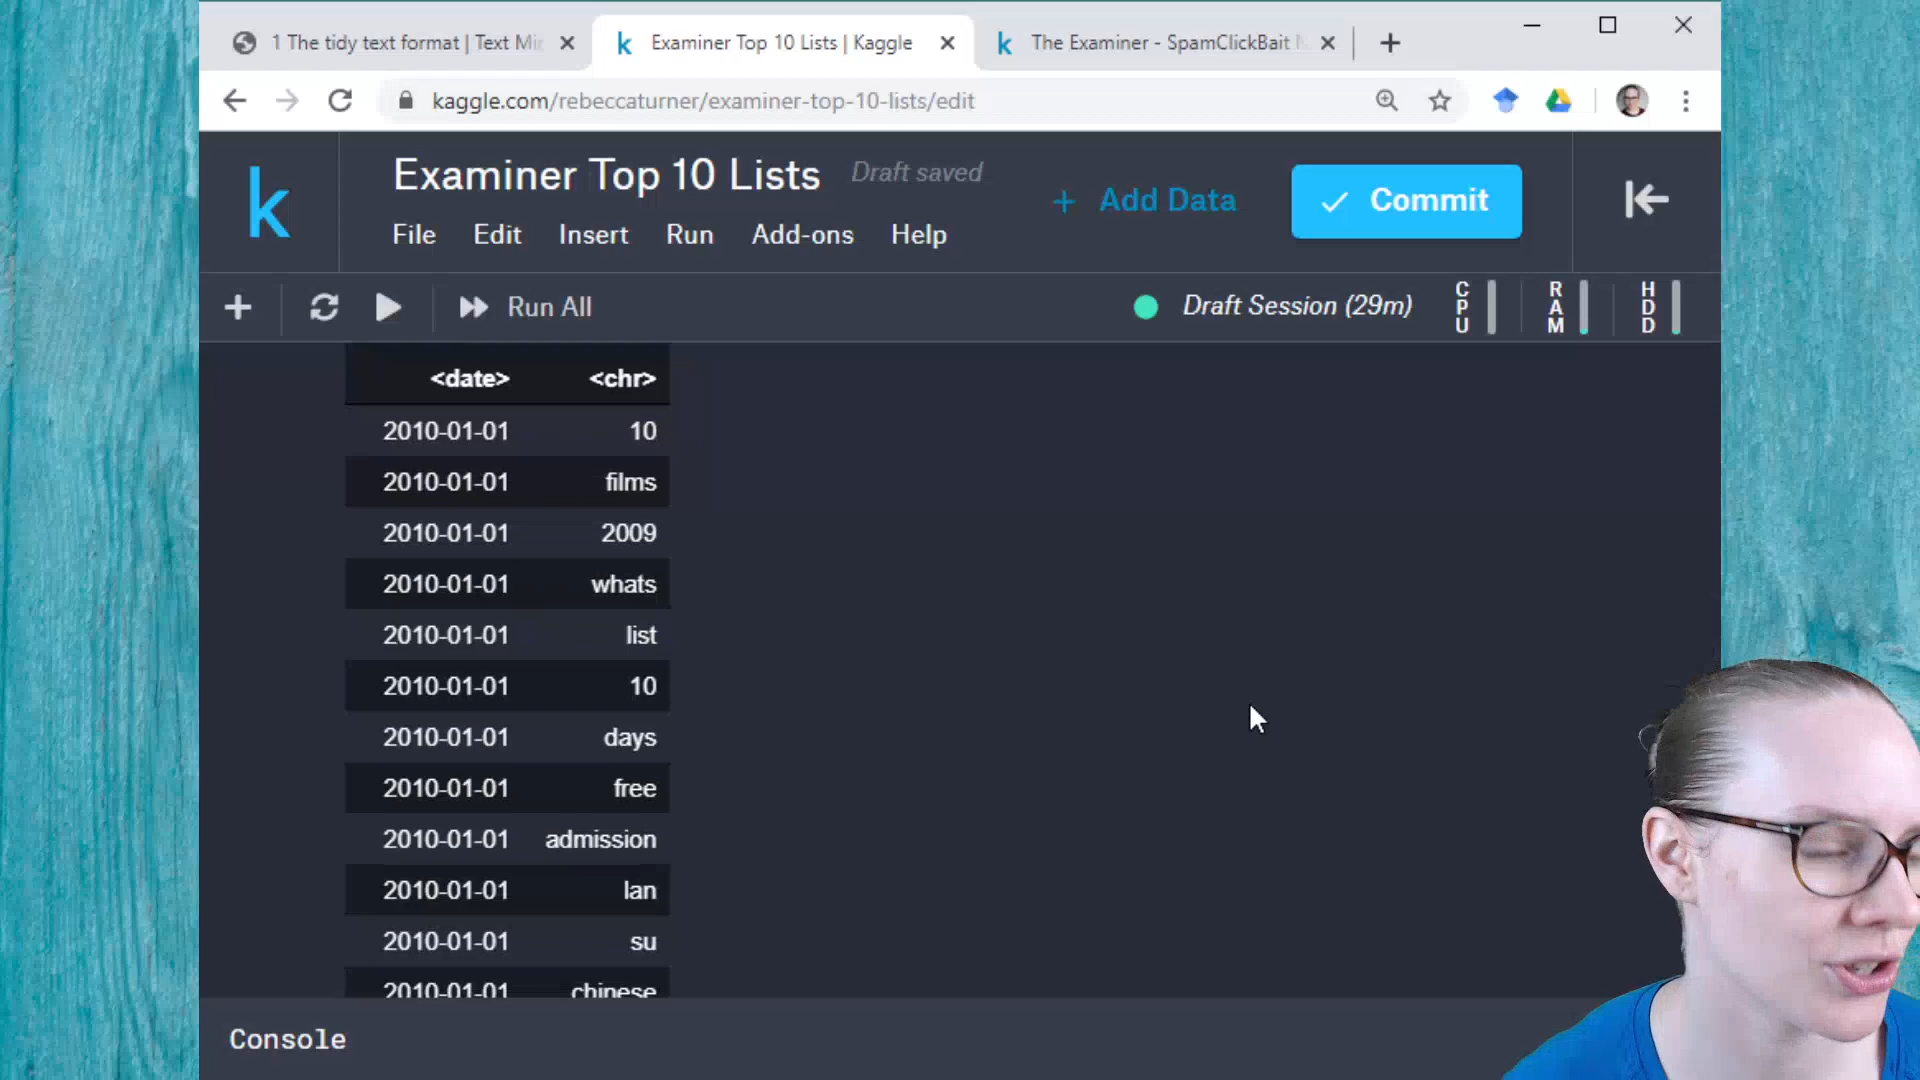 1 The tidy text format | Text Mi
Examiner Top 10 Lists | Kaggle
The Examiner - SpamClickBait
kaggle.com/rebeccaturner/examiner-top-10-lists/edit
Examiner Top 10 Lists
Draft saved
+ Add Data
Commit
File Edit Insert Run Add-ons Help
Run All
Draft Session (29m)
CPU
RAM
HDD
<date> <chr>
2010-01-01 10
2010-01-01 films
2010-01-01 2009
2010-01-01 whats
2010-01-01 list
2010-01-01 10
2010-01-01 days
2010-01-01 free
2010-01-01 admission
2010-01-01 lan
2010-01-01 su
2010-01-01 chinese
Console